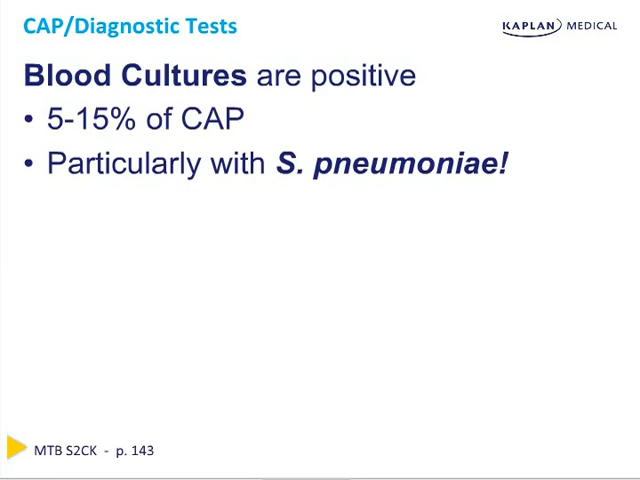 CAP/Diagnostic Tests
KAPLAN MEDICAL
Blood Cultures are positive
• 5-15% of CAP
• Particularly with S. pneumoniae!
MTB S2CK - p. 143